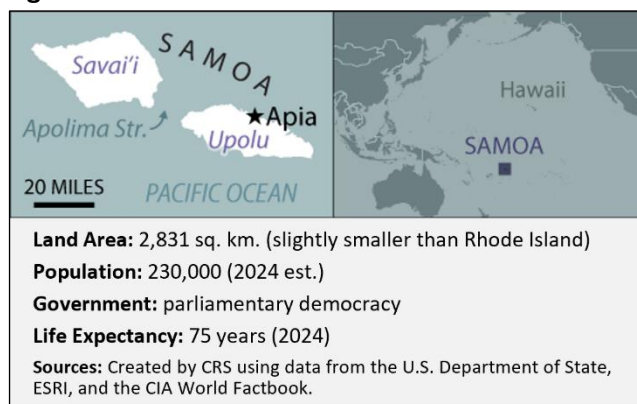 SAMOA
Savai'i
Apolima Str.
Apia
Upolu
20 MILES
PACIFIC OCEAN
Hawaii
SAMOA
Land Area: 2,831 sq. km. (slightly smaller than Rhode Island)
Population: 230,000 (2024 est.)
Government: parliamentary democracy
Life Expectancy: 75 years (2024)
Sources: Created by CRS using data from the U.S. Department of State,
ESRI, and the CIA World Factbook.